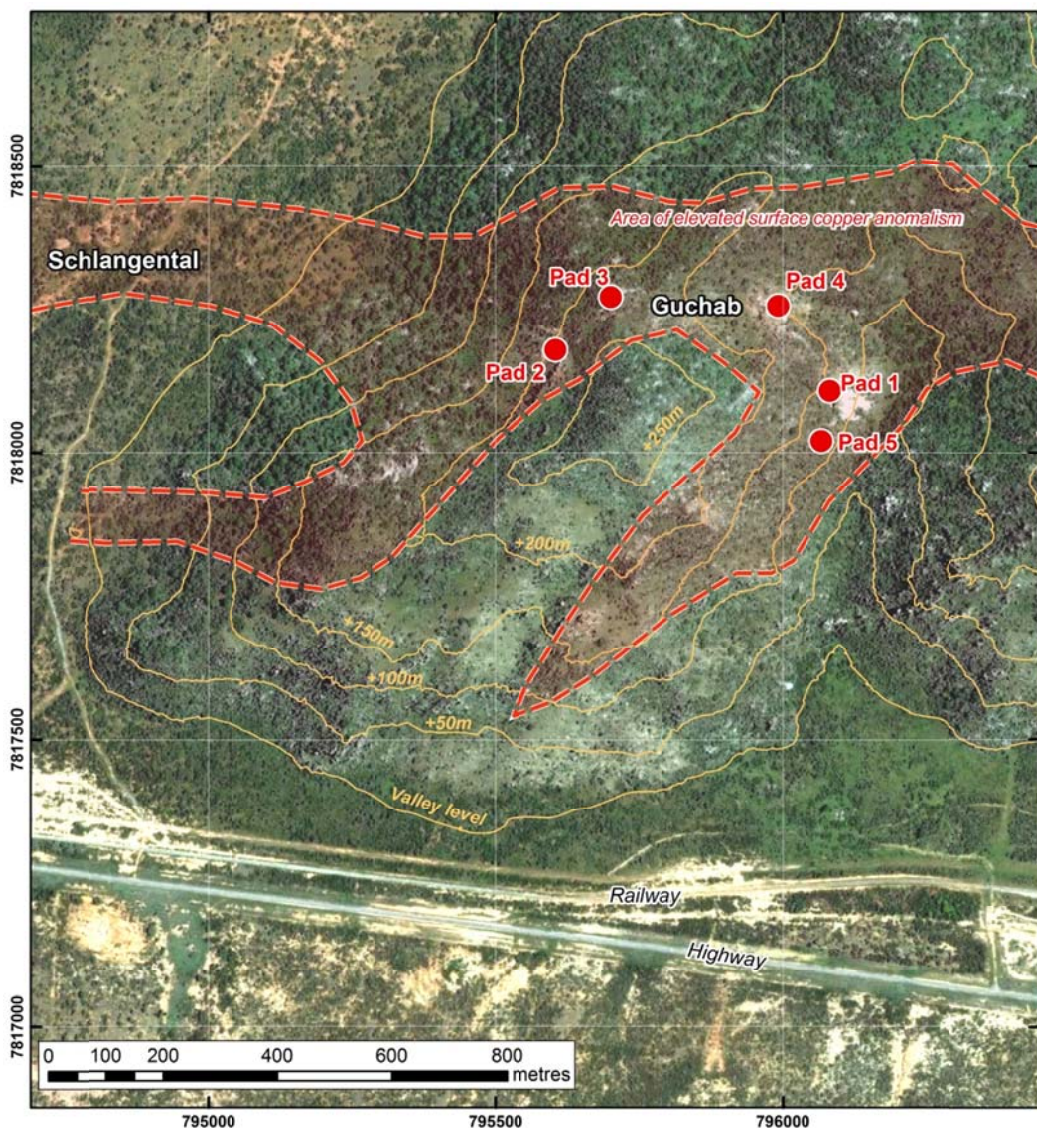 7818500
Area of elevated surface copper anomalism
Schlangental
Pad 3
Guchab
Pad 4
Pad 2
Pad 1
+250m
Pad 5
7818000
+200m
+150m
+100m
+50m
7817500
Valley level
Railway
Highway
7817000
0 100 200 400 600 800
metres
795000 795500 796000